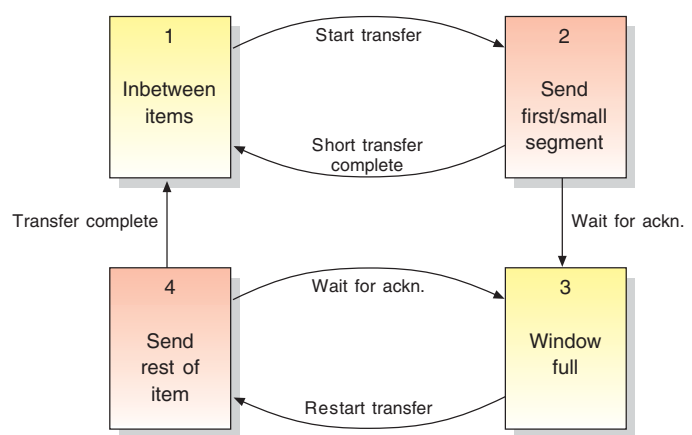 1
Inbetween
items
Start transfer
2
Send
first/small
segment
Short transfer
complete
Transfer complete
Wait for ackn.
4
Send
rest of
item
Wait for ackn.
3
Window
full
Restart transfer